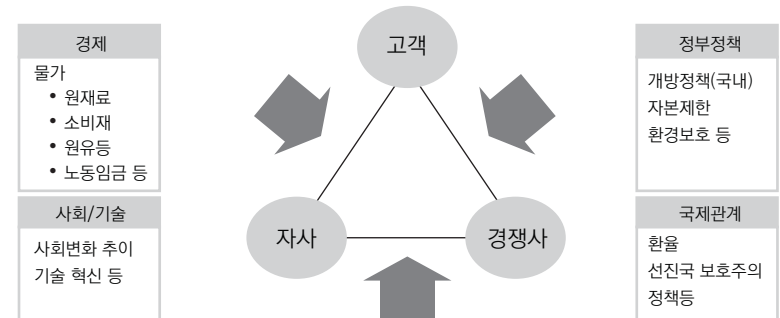 경제
물가
• 원재료
• 소비재
• 원유등
• 노동임금 등
사회/기술
사회변화 추이
기술 혁신 등
고객
자사
경쟁사
정부정책
개방정책(국내)
자본제한
환경보호 등
국제관계
환율
선진국 보호주의
정책등